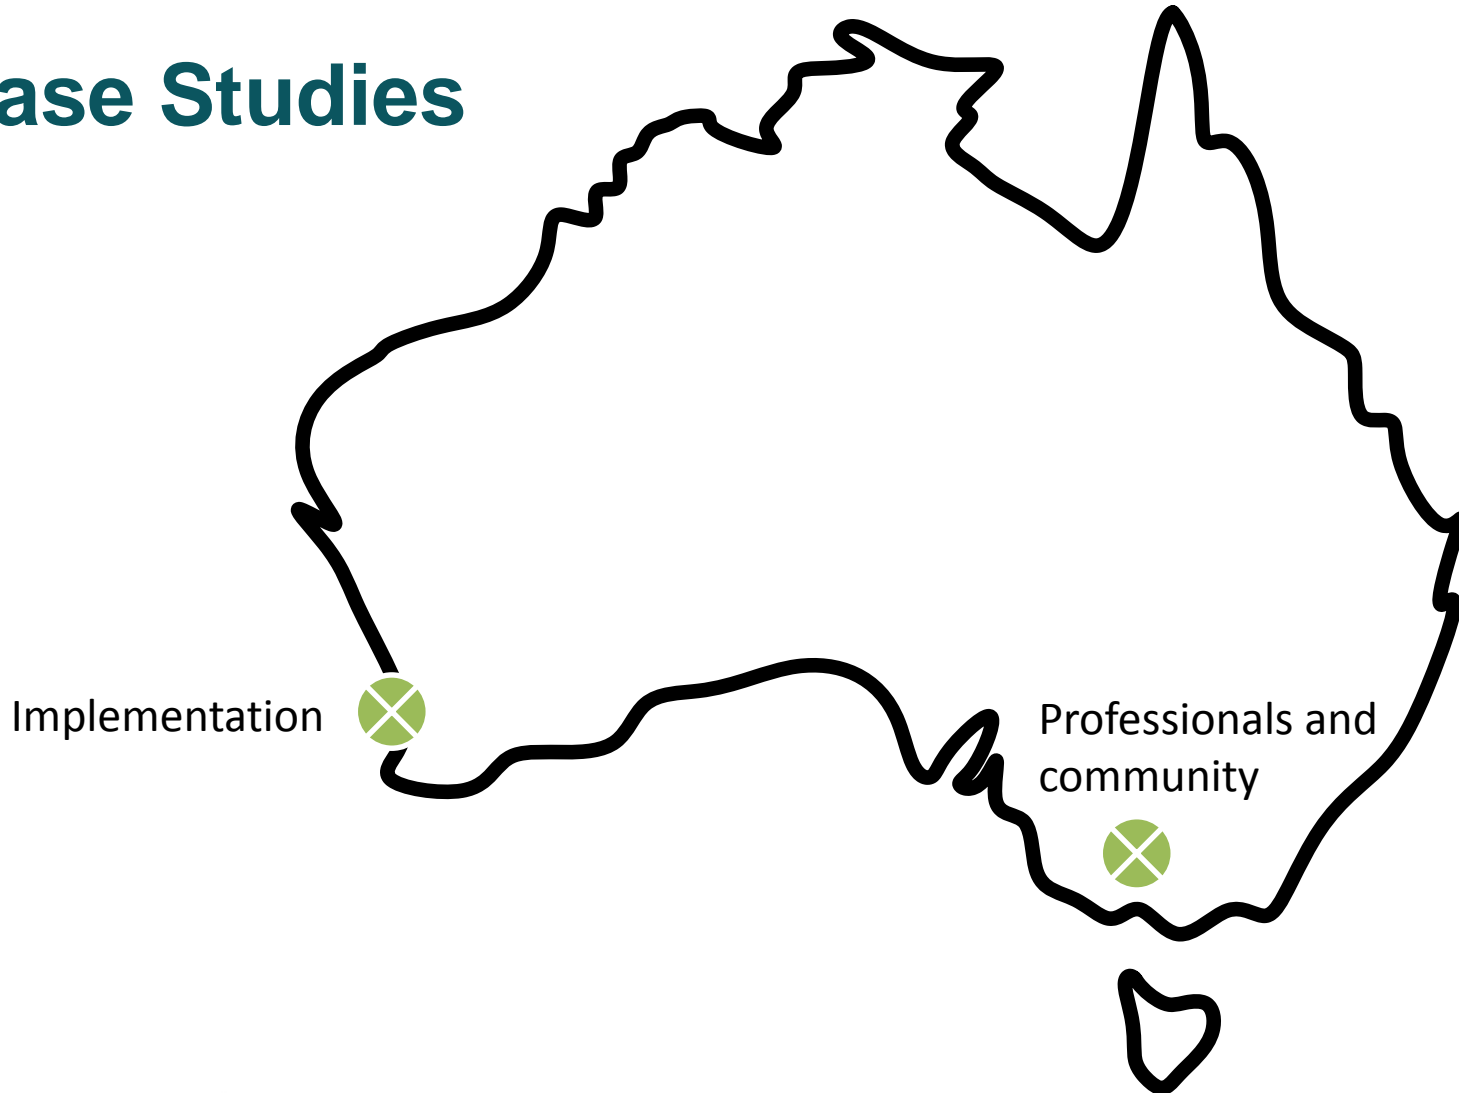 ase Studies
Implementation
Professionals and
community